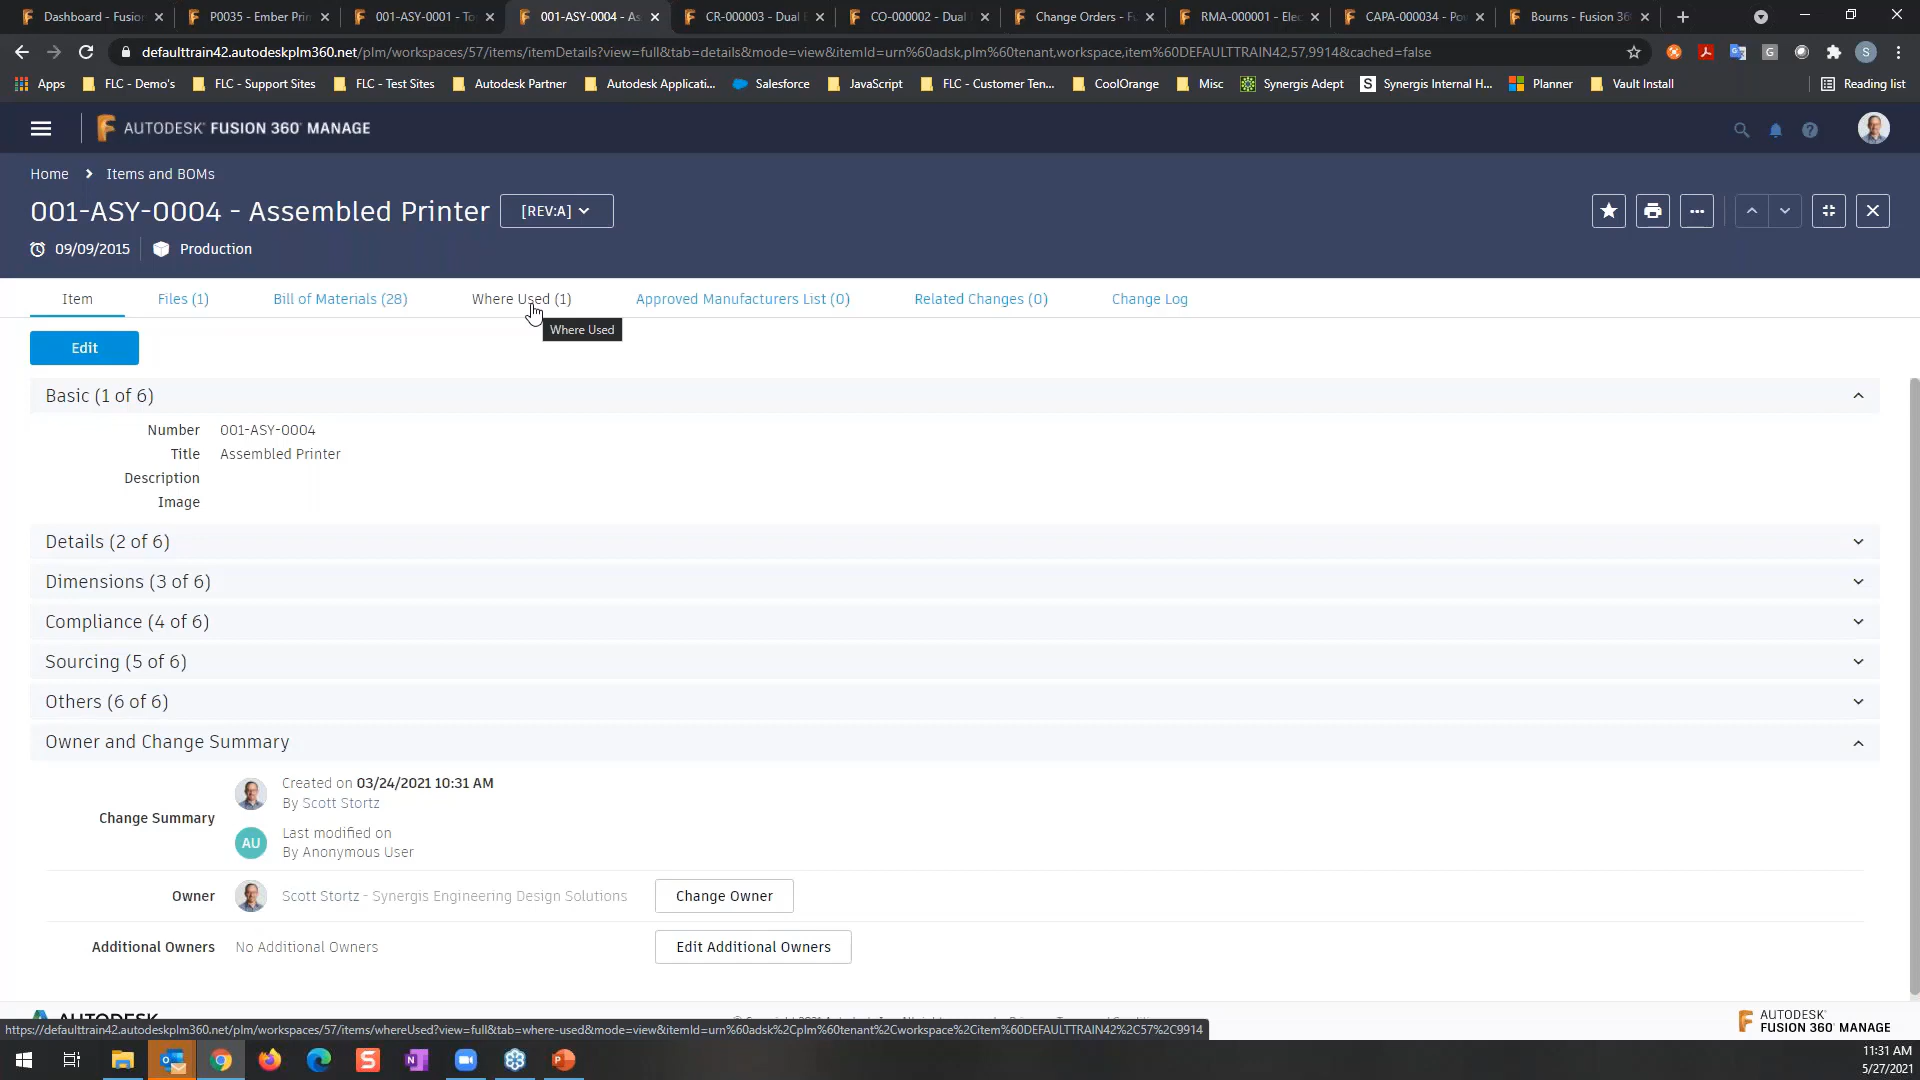 Dashboard - Fusion
P0035 - Ember Prin
001-ASY-0001 - To
001-ASY-0004 - As
CR-000003 - Dual E
CO-000002 - Dual
Change Orders - Fu
RMA-000001 - Elec
CAPA-000034 - Po
Bourns - Fusion 36
defaulttrain42.autodeskplm360.net/plm/workspaces/57/items/itemDetails?view=full&tab=details&mode=view&itemId=urn%60adsk,plm%60tenant,workspace,item%60DEFAULTTRAIN42,57,9914&cached=false
Apps
FLC - Demo's
FLC - Support Sites
FLC - Test Sites
Autodesk Partner
Autodesk Applicati...
Salesforce
JavaScript
FLC - Customer Ten...
CoolOrange
Misc
Synergis Adept
Synergis Internal H...
Planner
Vault Install
Reading list
AUTODESK® FUSION 360® MANAGE
Home > Items and BOMs
001-ASY-0004 - Assembled Printer [REV:A]
09/09/2015 Production
Item
Files (1)
Bill of Materials (28)
Where Used (1)
Approved Manufacturers List (0)
Related Changes (0)
Change Log
Where Used
Edit
Basic (1 of 6)
Number 001-ASY-0004
Title Assembled Printer
Description
Image
Details (2 of 6)
Dimensions (3 of 6)
Compliance (4 of 6)
Sourcing (5 of 6)
Others (6 of 6)
Owner and Change Summary
Change Summary
Created on 03/24/2021 10:31 AM
By Scott Stortz
AU
Last modified on
By Anonymous User
Owner Scott Stortz - Synergis Engineering Design Solutions Change Owner
Additional Owners No Additional Owners Edit Additional Owners
AUTODESK
https://defaulttrain42.autodeskplm360.net/plm/workspaces/57/items/whereUsed?view=full&tab=where-used&mode=view&itemId=urn%60adsk%2Cplm%60tenant%2Cworkspace%2Citem%60DEFAULTTRAIN42%2C57%2C9914
AUTODESK®
FUSION 360® MANAGE
11:31 AM
5/27/2021